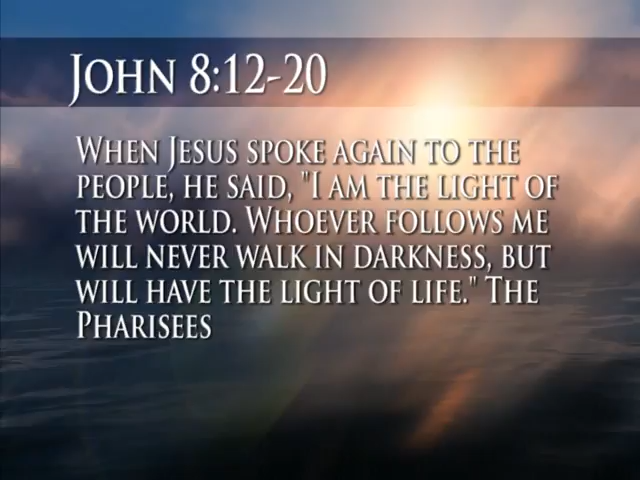 John 8:12-20
When Jesus spoke again to the
people, he said, "I am the light of
the world. Whoever follows me
will never walk in darkness, but
will have the light of life." The
Pharisees